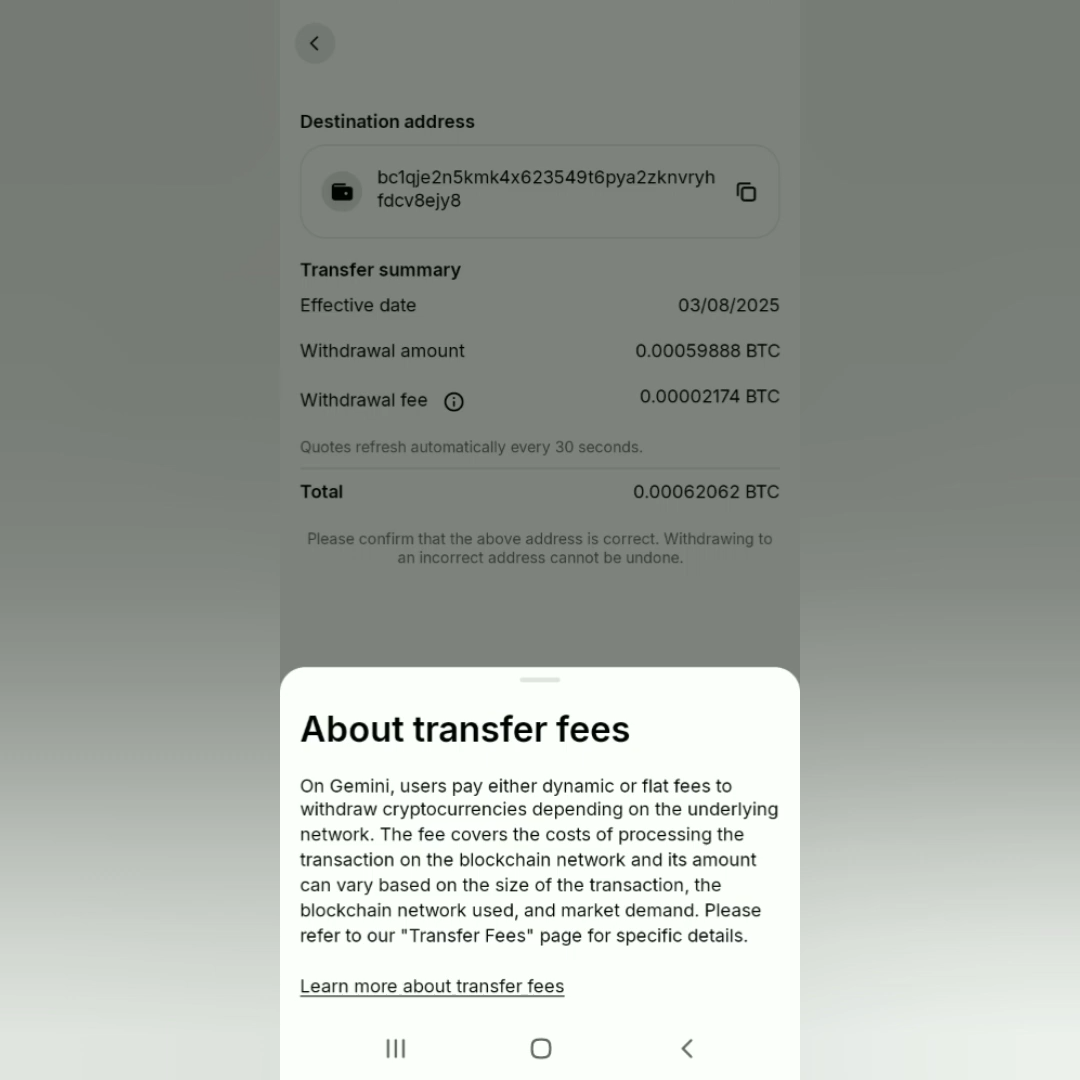 Destination address
bc1qje2n5kmk4x623549t6pya2zknvryh
fdcv8ejy8
Transfer summary
Effective date 03/08/2025
Withdrawal amount 0.00059888 BTC
Withdrawal fee 0.00002174 BTC
Quotes refresh automatically every 30 seconds.
Total 0.00062062 BTC
Please confirm that the above address is correct. Withdrawing to
an incorrect address cannot be undone.
About transfer fees
On Gemini, users pay either dynamic or flat fees to
withdraw cryptocurrencies depending on the underlying
network. The fee covers the costs of processing the
transaction on the blockchain network and its amount
can vary based on the size of the transaction, the
blockchain network used, and market demand. Please
refer to our "Transfer Fees" page for specific details.
Learn more about transfer fees